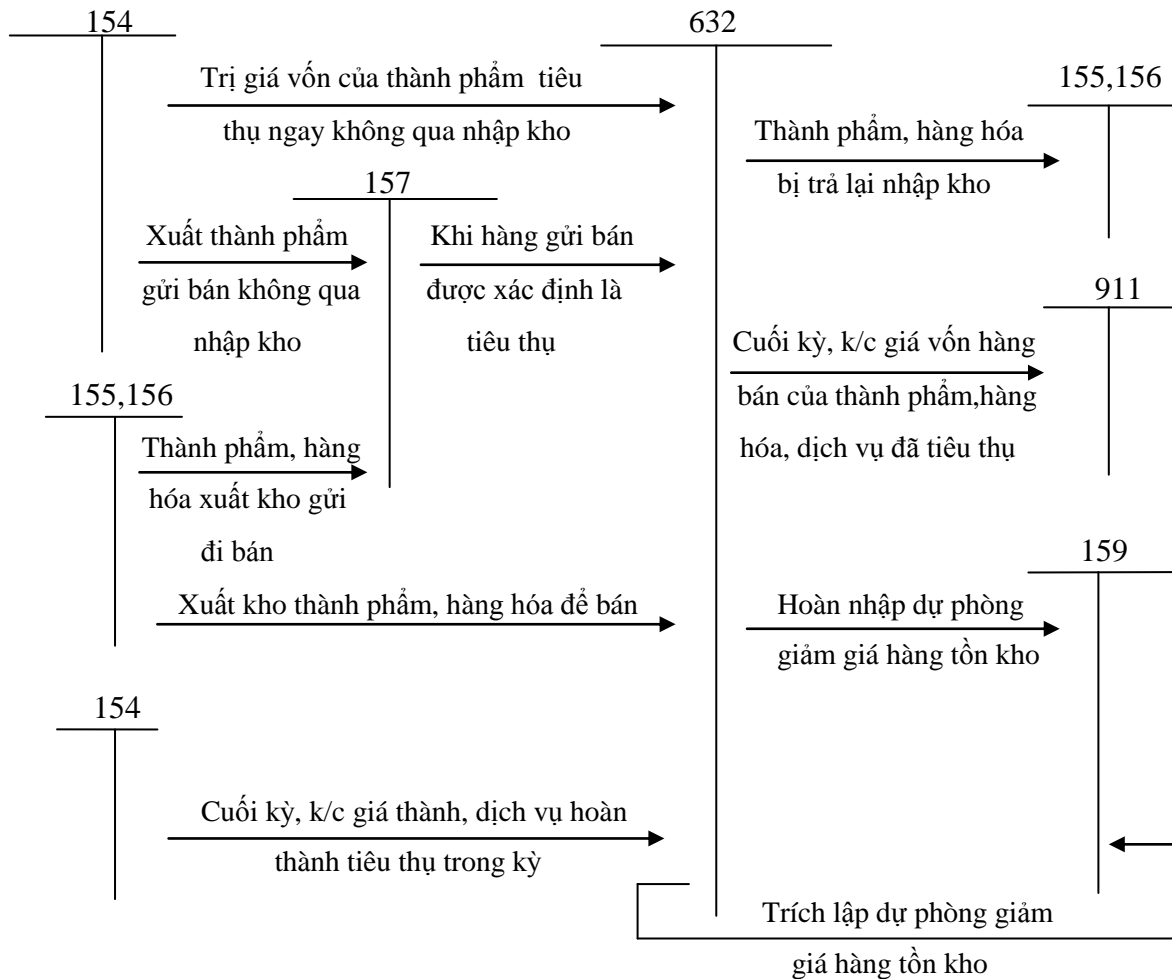 154
632
Trị giá vốn của thành phẩm tiêu
thụ ngay không qua nhập kho
155,156
Thành phẩm, hàng hóa
bị trả lại nhập kho
157
Xuất thành phẩm
gửi bán không qua
nhập kho
Khi hàng gửi bán
được xác định là
tiêu thụ
911
Cuối kỳ, k/c giá vốn hàng
bán của thành phẩm,hàng
hóa, dịch vụ đã tiêu thụ
155,156
Thành phẩm, hàng
hóa xuất kho gửi
đi bán
159
Xuất kho thành phẩm, hàng hóa để bán
Hoàn nhập dự phòng
giảm giá hàng tồn kho
154
Cuối kỳ, k/c giá thành, dịch vụ hoàn
thành tiêu thụ trong kỳ
Trích lập dự phòng giảm
giá hàng tồn kho